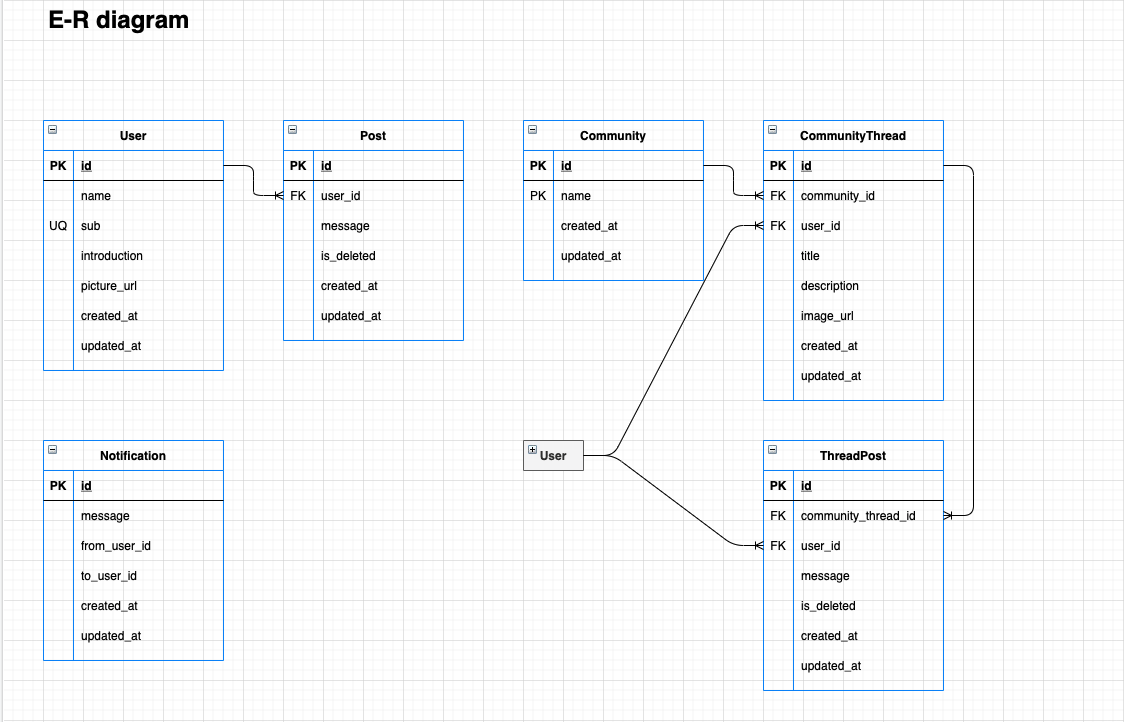 E-R diagram
User
PK id
name
UQ sub
introduction
picture_url
created_at
updated_at
Post
PK id
FK user_id
message
is_deleted
created_at
updated_at
Community
PK id
PK name
created_at
updated_at
CommunityThread
PK id
FK community_id
FK user_id
title
description
image_url
created_at
updated_at
Notification
PK id
message
from_user_id
to_user_id
created_at
updated_at
User
ThreadPost
PK id
FK community_thread_id
FK user_id
message
is_deleted
created_at
updated_at